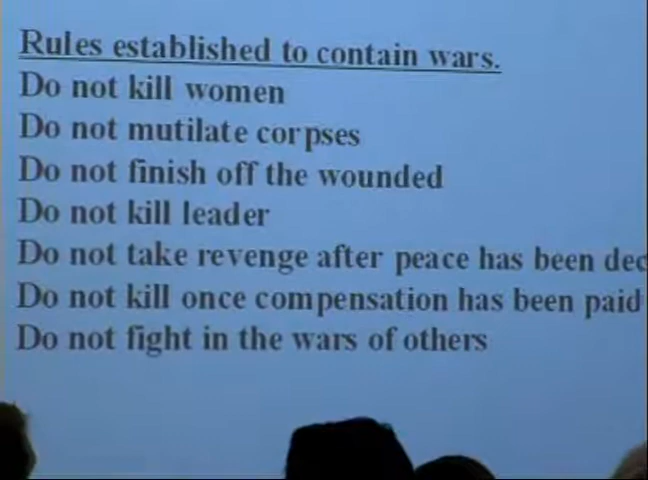 Rules established to contain wars.
Do not kill women
Do not mutilate corpses
Do not finish off the wounded
Do not kill leader
Do not take revenge after peace has been dec
Do not kill once compensation has been paid
Do not fight in the wars of others